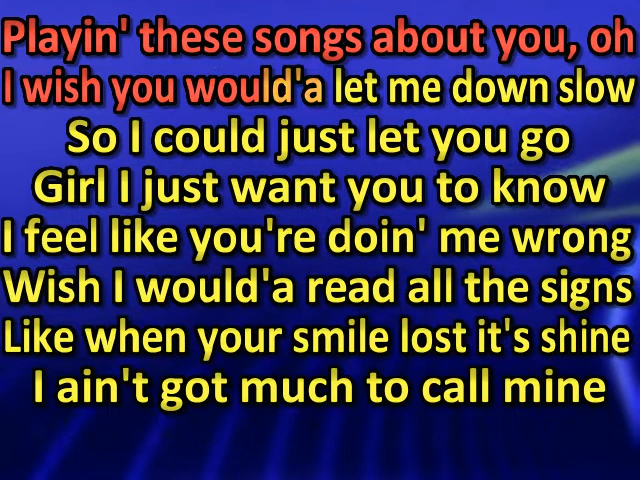 Playin' these songs about you, oh
I wish you would'a let me down slow
So I could just let you go
Girl I just want you to know
I feel like you're doin' me wrong
Wish I would'a read all the signs
Like when your smile lost it's shine
I ain't got much to call mine